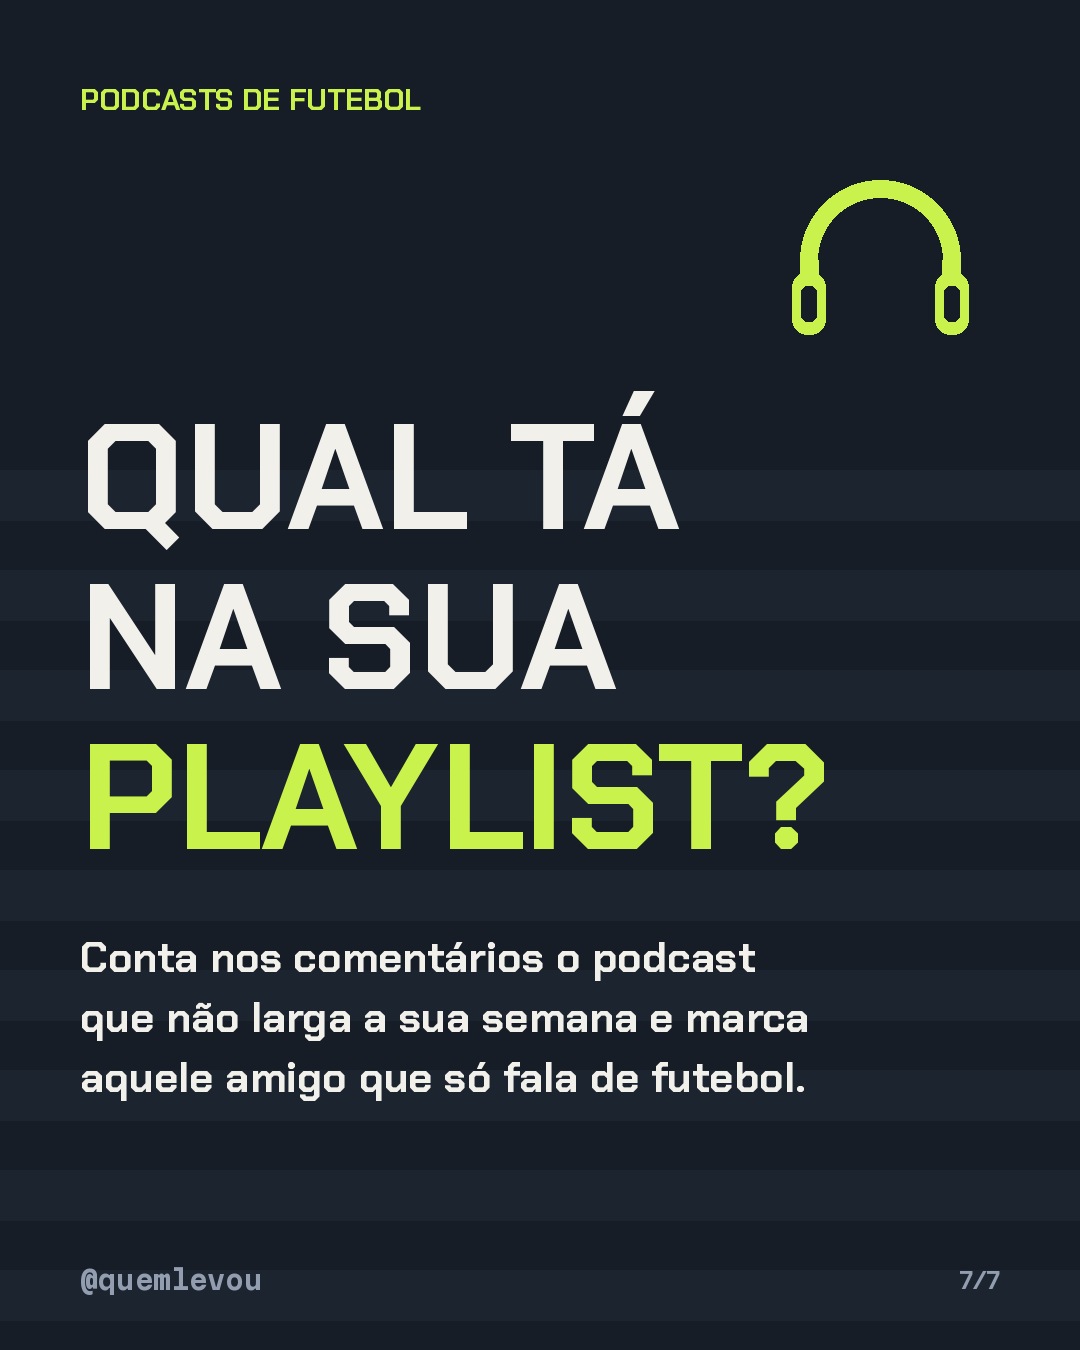 PODCASTS DE FUTEBOL
QUAL TÁ
NA SUA
PLAYLIST?
Conta nos comentários o podcast
que não larga a sua semana e marca
aquele amigo que só fala de futebol.
@quemlevou
7/7